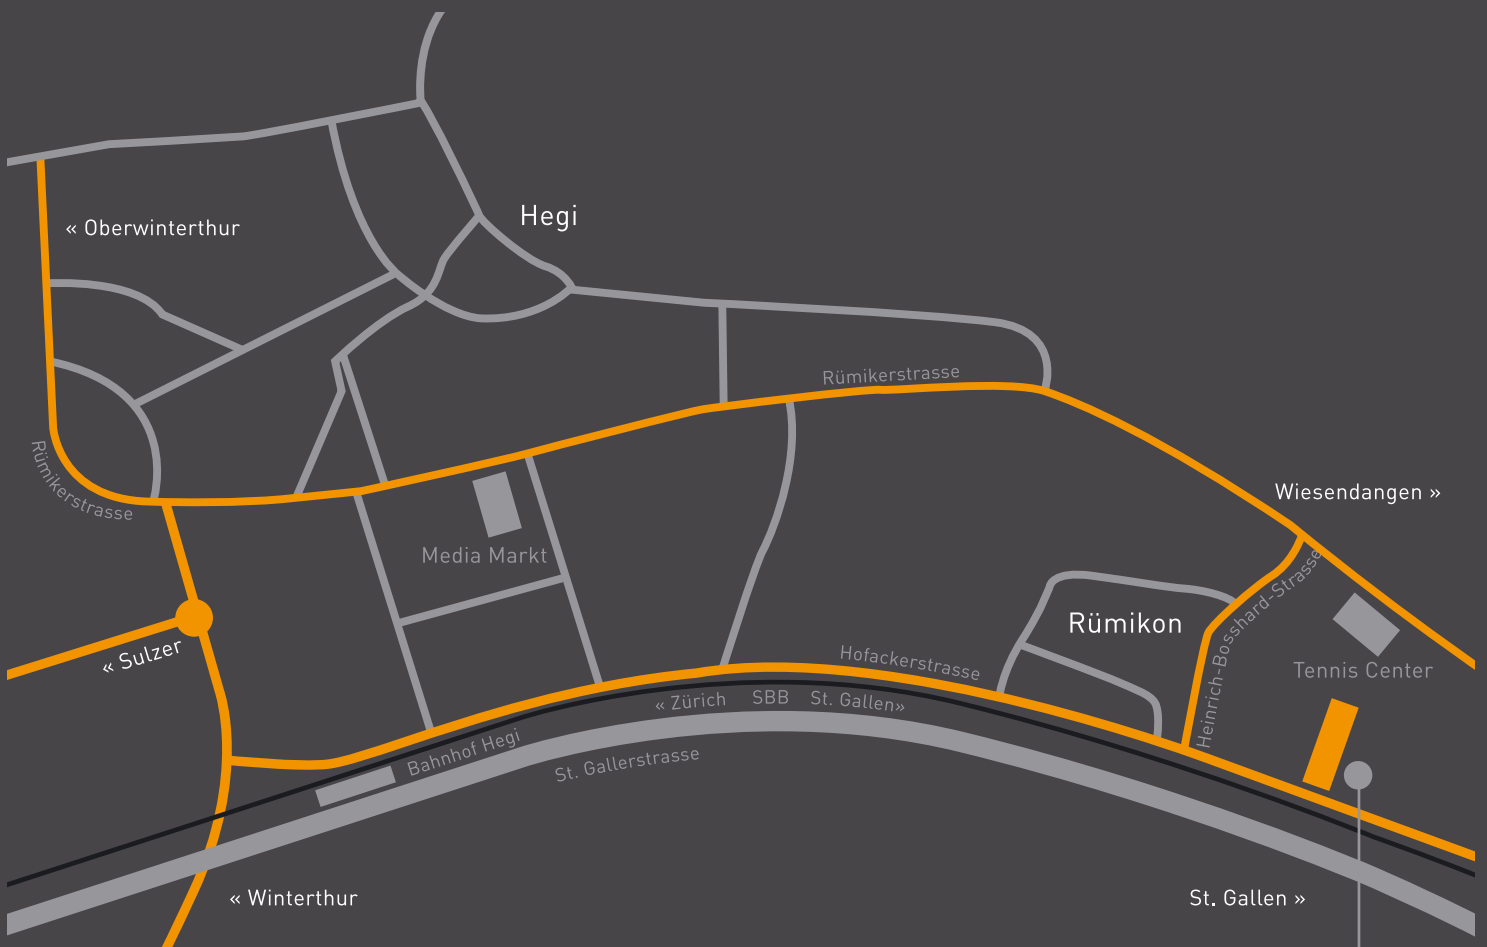 Hegi
« Oberwinterthur
Rümikerstrasse
Rümikerstrasse
Wiesendangen »
Media Markt
Rümikon
Heinrich-Bosshard-Strasse
« Sulzer
Hofackerstrasse
Tennis Center
« Zürich SBB St. Gallen»
Bahnhof Hegi
St. Gallerstrasse
« Winterthur
St. Gallen »